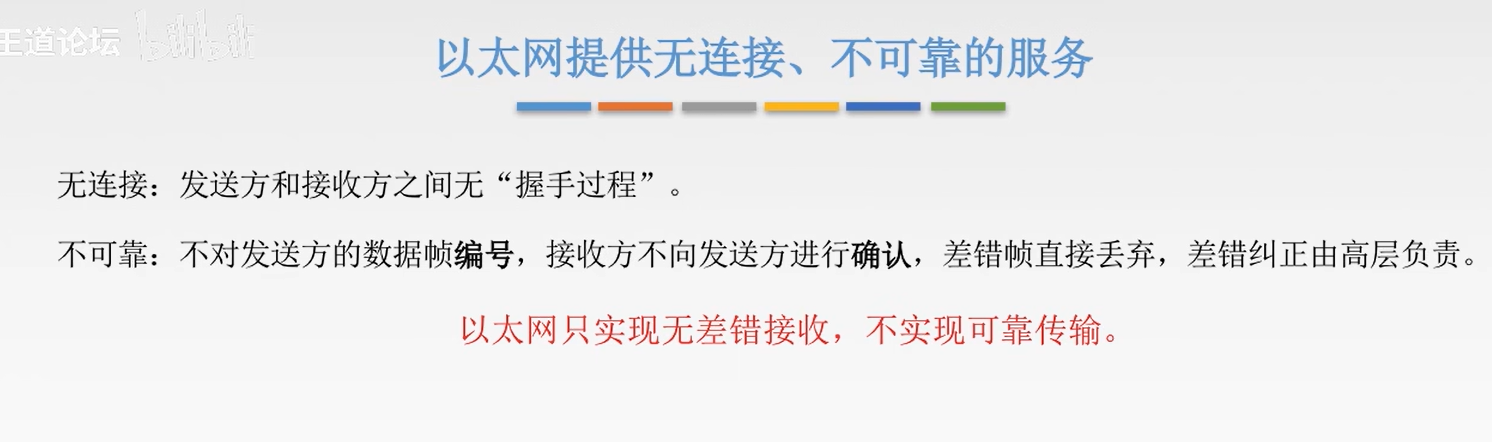 王道论坛 bilibili
以太网提供无连接、不可靠的服务
无连接：发送方和接收方之间无“握手过程”。
不可靠：不对发送方的数据帧编号，接收方不向发送方进行确认，差错帧直接丢弃，差错纠正由高层负责。
以太网只实现无差错接收，不实现可靠传输。